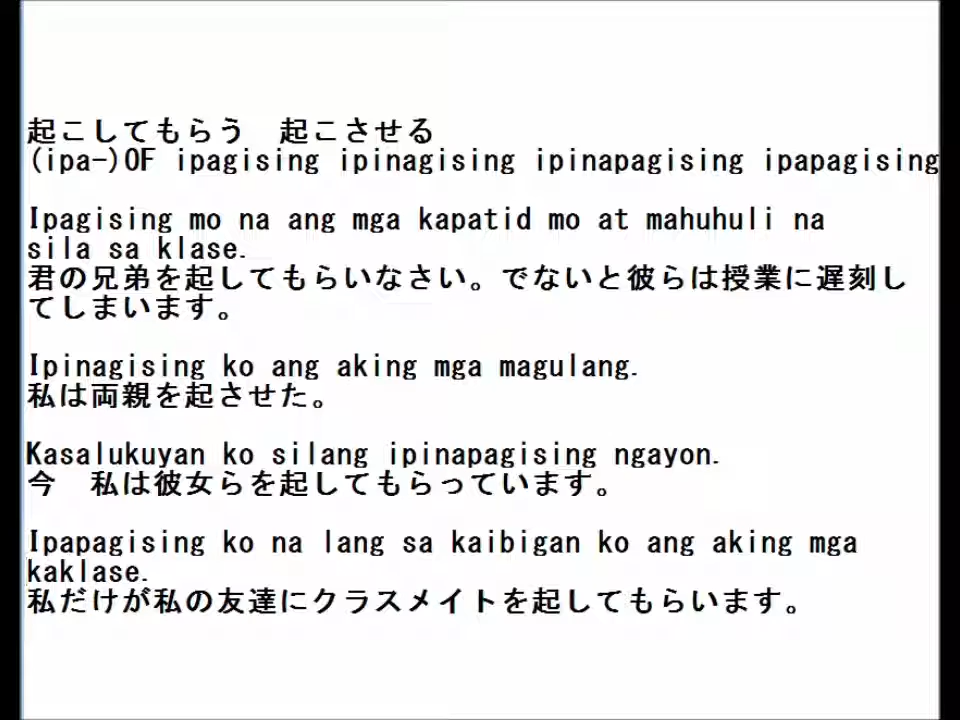 起こしてもらう　起こさせる
(ipa-)OF ipagising ipinagising ipinapagising ipapagising
Ipagising mo na ang mga kapatid mo at mahuhuli na
sila sa klase.
君の兄弟を起してもらいなさい。でないと彼らは授業に遅刻し
てしまいます。
Ipinagising ko ang aking mga magulang.
私は両親を起させた。
Kasalukuyan ko silang ipinapagising ngayon.
今　私は彼女らを起してもらっています。
Ipapagising ko na lang sa kaibigan ko ang aking mga
kaklase.
私だけが私の友達にクラスメイトを起してもらいます。